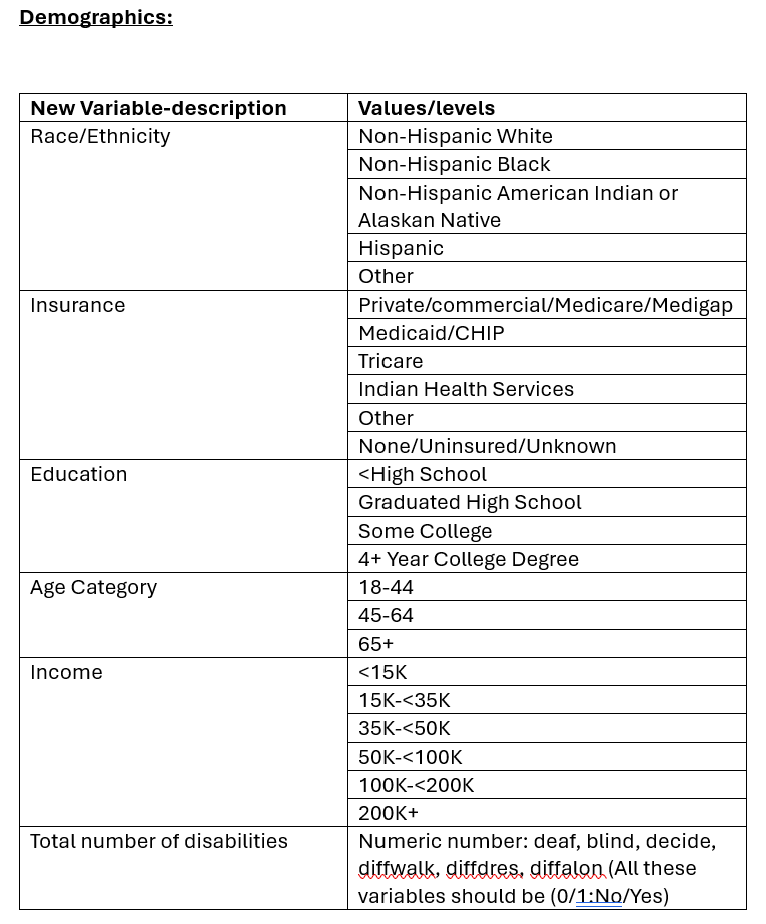 Demographics:
New Variable-description Values/levels
Race/Ethnicity Non-Hispanic White
Non-Hispanic Black
Non-Hispanic American Indian or
Alaskan Native
Hispanic
Other
Insurance Private/commercial/Medicare/Medigap
Medicaid/CHIP
Tricare
Indian Health Services
Other
None/Uninsured/Unknown
Education <High School
Graduated High School
Some College
4+ Year College Degree
Age Category 18-44
45-64
65+
Income <15K
15K-<35K
35K-<50K
50K-<100K
100K-<200K
200K+
Total number of disabilities Numeric number: deaf, blind, decide,
diffwalk, diffdres, diffalon (All these
variables should be (0/1:No/Yes)